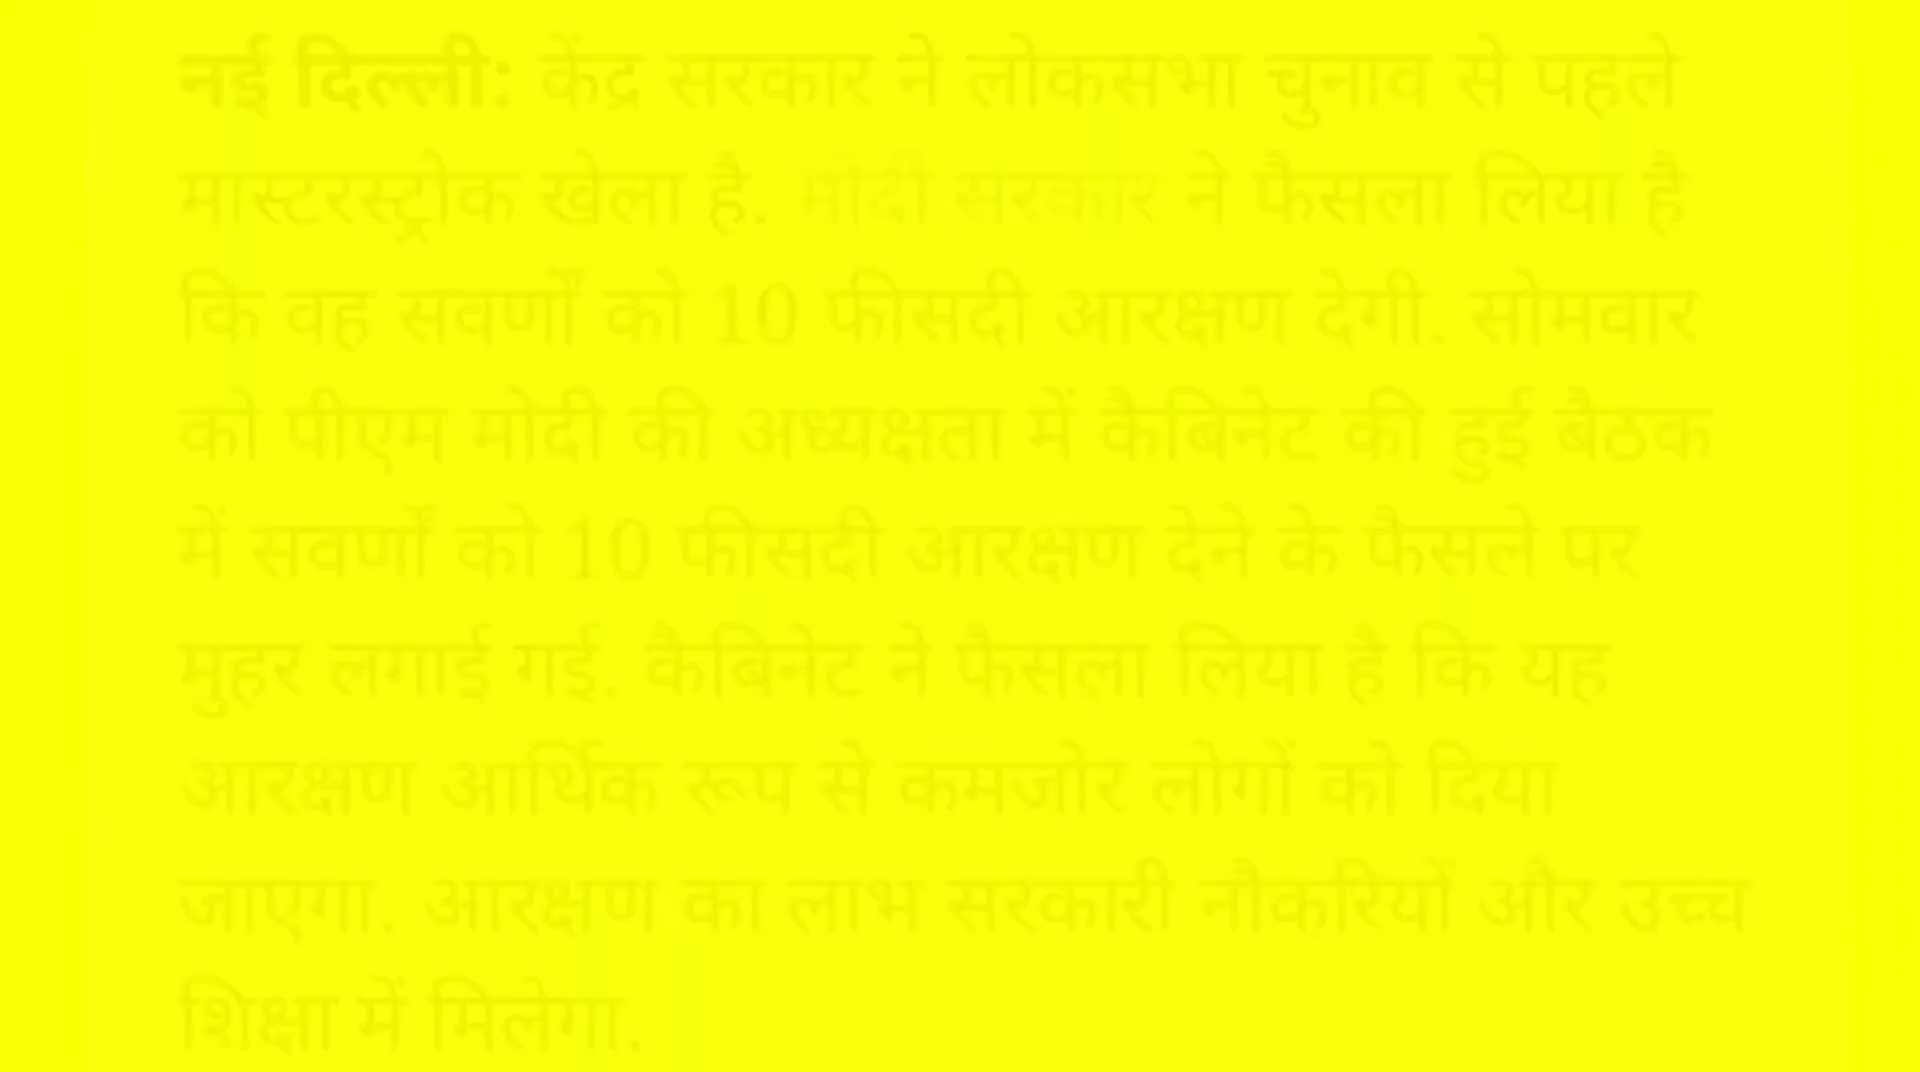 नई दिल्ली: केंद्र सरकार ने लोकसभा चुनाव से पहले
मास्टरस्ट्रोक खेला है. मोदी सरकार ने फैसला लिया है
कि वह सवर्णों को 10 फीसदी आरक्षण देगी. सोमवार
को पीएम मोदी की अध्यक्षता में कैबिनेट की हुई बैठक
में सवर्णों को 10 फीसदी आरक्षण देने के फैसले पर
मुहर लगाई गई. कैबिनेट ने फैसला लिया है कि यह
आरक्षण आर्थिक रूप से कमजोर लोगों को दिया
जाएगा. आरक्षण का लाभ सरकारी नौकरियों और उच्च
शिक्षा में मिलेगा.